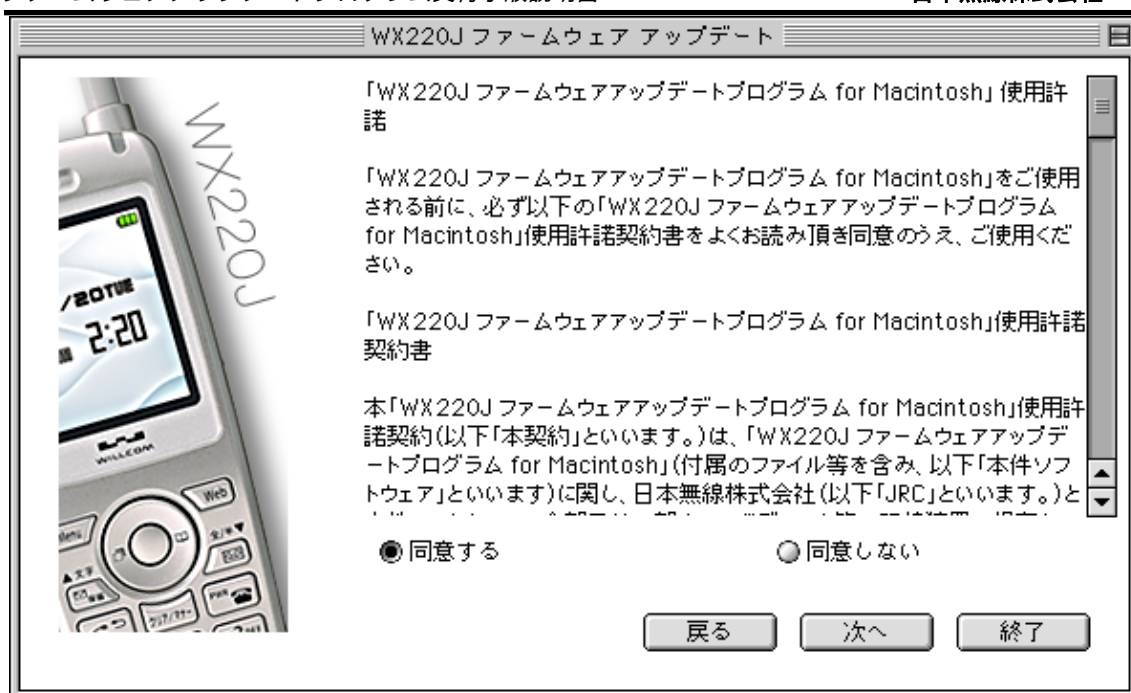 WX220J ファームウェア アップデート
WX220J
「WX220J ファームウェアアップデートプログラム for Macintosh」 使用許
諾
「WX220J ファームウェアアップデートプログラム for Macintosh」をご使用
される前に、必ず以下の「WX220J ファームウェアアップデートプログラム
for Macintosh」使用許諾契約書をよくお読み頂き同意のうえ、ご使用くだ
さい。
「WX220J ファームウェアアップデートプログラム for Macintosh」使用許諾
契約書
本「WX220J ファームウェアアップデートプログラム for Macintosh」使用許
諾契約(以下「本契約」といいます。)は、「WX220J ファームウェアアップデ
ートプログラム for Macintosh」(付属のファイル等を含み、以下「本件ソフ
トウェア」といいます)に関し、日本無線株式会社(以下「JRC」といいます。)と
/20TUE
2:20
WILLCOM
Web
Menu
文字
クリア/マナー
PWR
同意する
同意しない
戻る
次へ
終了